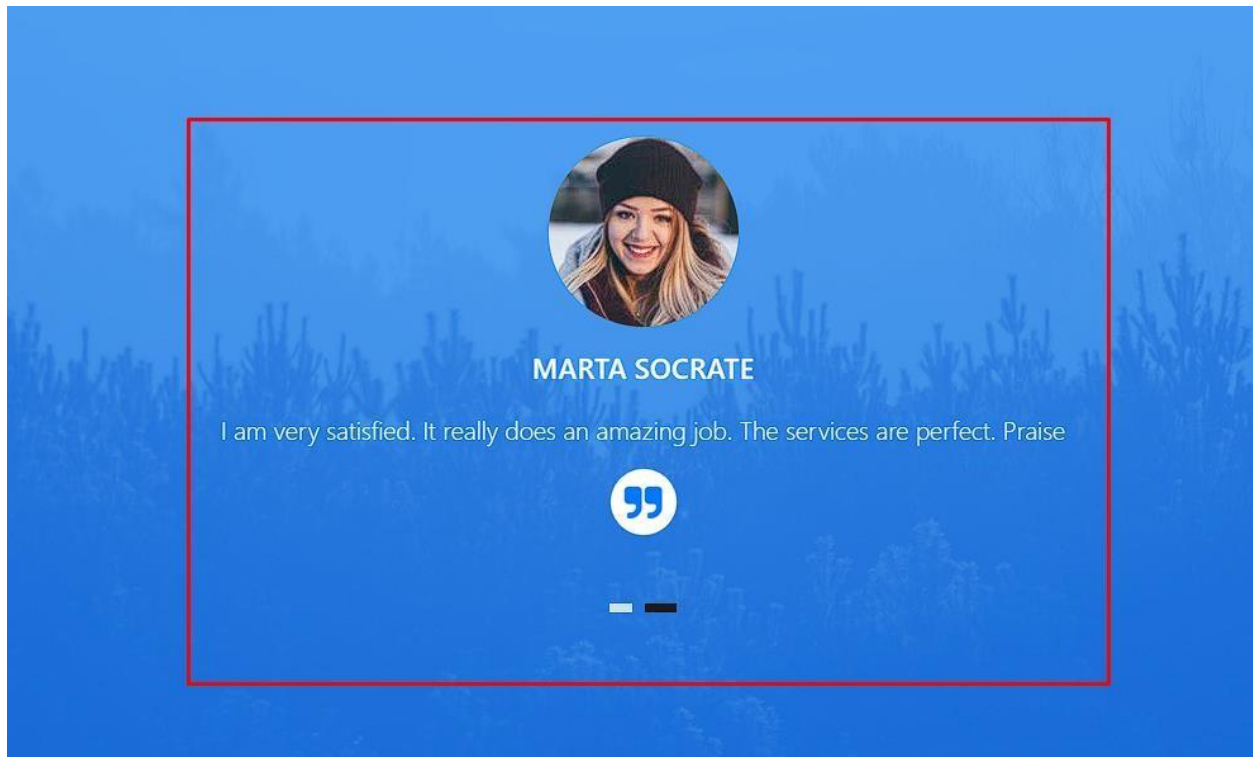 MARTA SOCRATE
I am very satisfied. It really does an amazing job. The services are perfect. Praise